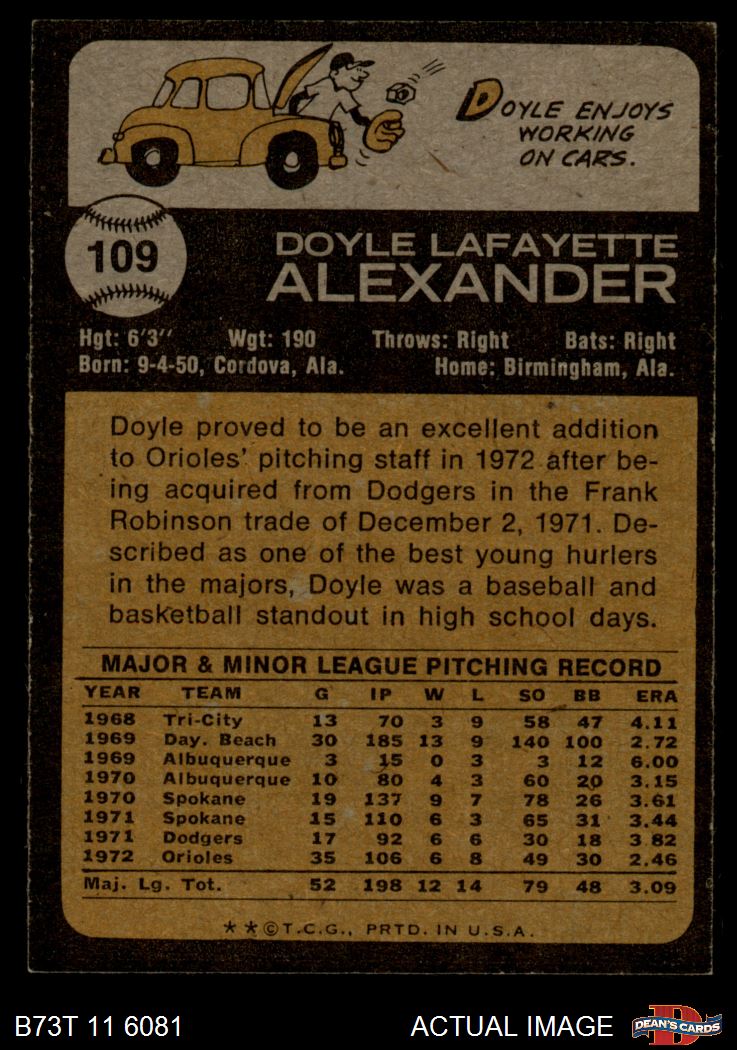 DOYLE ENJOYS
WORKING
ON CARS.
109
DOYLE LAFAYETTE
ALEXANDER
Hgt: 6'3" Wgt: 190 Throws: Right Bats: Right
Born: 9-4-50, Cordova, Ala. Home: Birmingham, Ala.
Doyle proved to be an excellent addition
to Orioles' pitching staff in 1972 after be-
ing acquired from Dodgers in the Frank
Robinson trade of December 2, 1971. De-
scribed as one of the best young hurlers
in the majors, Doyle was a baseball and
basketball standout in high school days.
MAJOR & MINOR LEAGUE PITCHING RECORD
YEAR TEAM G IP W L SO BB ERA
1968 Tri-City 13 70 3 9 58 47 4.11
1969 Day. Beach 30 185 13 9 140 100 2.72
1969 Albuquerque 3 15 0 3 3 12 6.00
1970 Albuquerque 10 80 4 3 60 20 3.15
1970 Spokane 19 137 9 7 78 26 3.61
1971 Spokane 15 110 6 3 65 31 3.44
1971 Dodgers 17 92 6 6 30 18 3.82
1972 Orioles 35 106 6 8 49 30 2.46
Maj. Lg. Tot. 52 198 12 14 79 48 3.09
* * © T.C.G., PRTD. IN U.S.A.
B73T 11 6081 ACTUAL IMAGE D DEAN'S CARDS